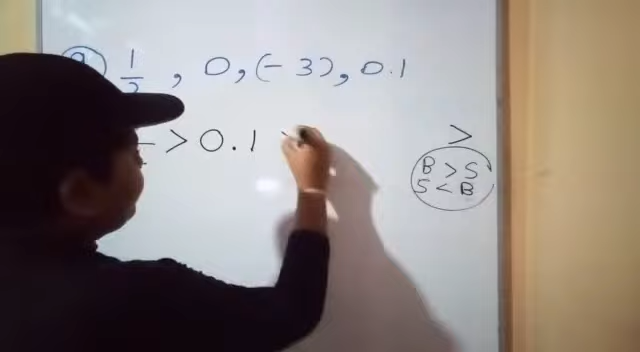 a) 1/2, 0, (-3), 0.1
> 0.1 >
>
B > S
S < B